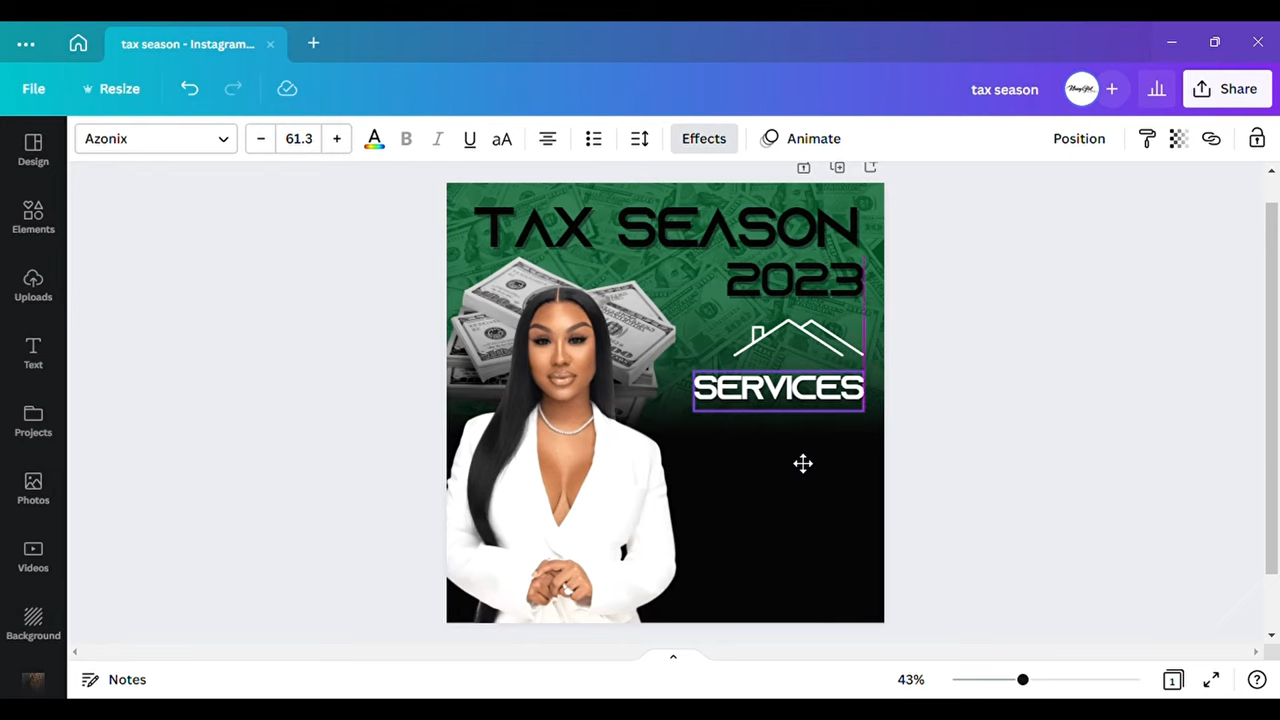 tax season - Instagram...
File
Resize
tax season
Share
Azonix
61.3
B
I
U
aA
Effects
Animate
Position
Design
Elements
Uploads
Text
Projects
Photos
Videos
Background
TAX SEASON
2023
SERVICES
Notes
43%
1